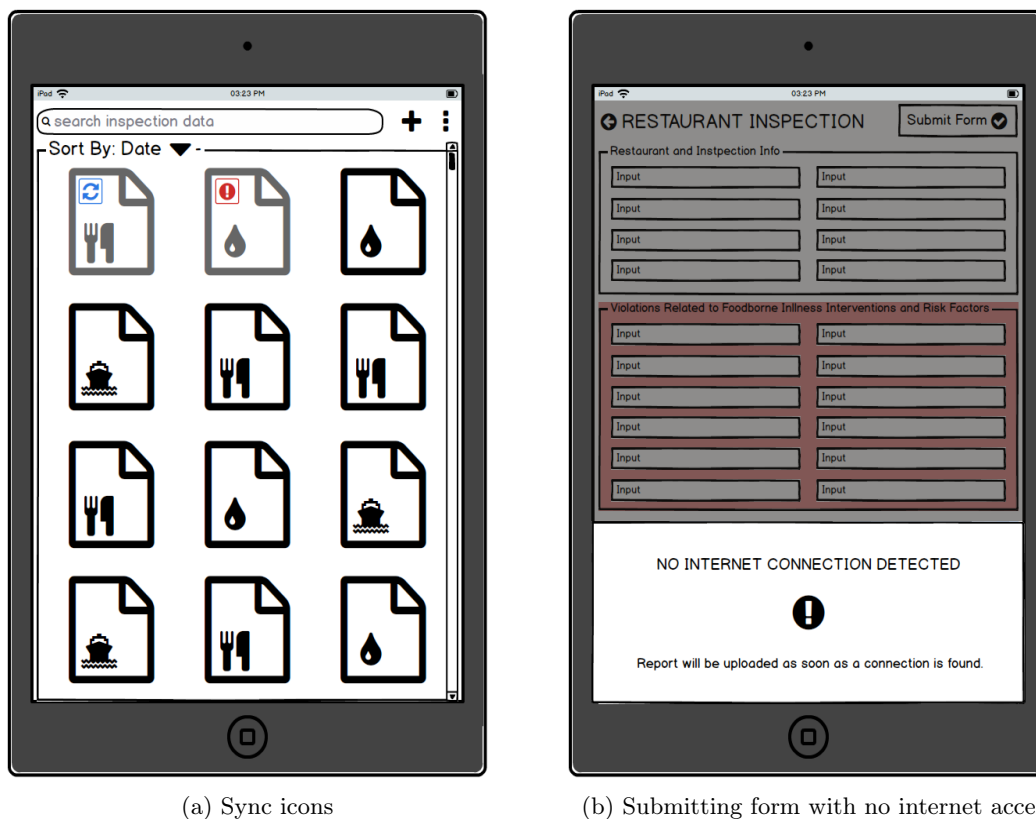 iPod
03:23 PM
search inspection data
Sort By: Date
(a) Sync icons
iPod
03:23 PM
RESTAURANT INSPECTION
Submit Form
Restaurant and Instpection Info
Input Input
Input Input
Input Input
Input Input
Violations Related to Foodborne Inllness Interventions and Risk Factors
Input Input
Input Input
Input Input
Input Input
Input Input
Input Input
NO INTERNET CONNECTION DETECTED
Report will be uploaded as soon as a connection is found.
(b) Submitting form with no internet acce